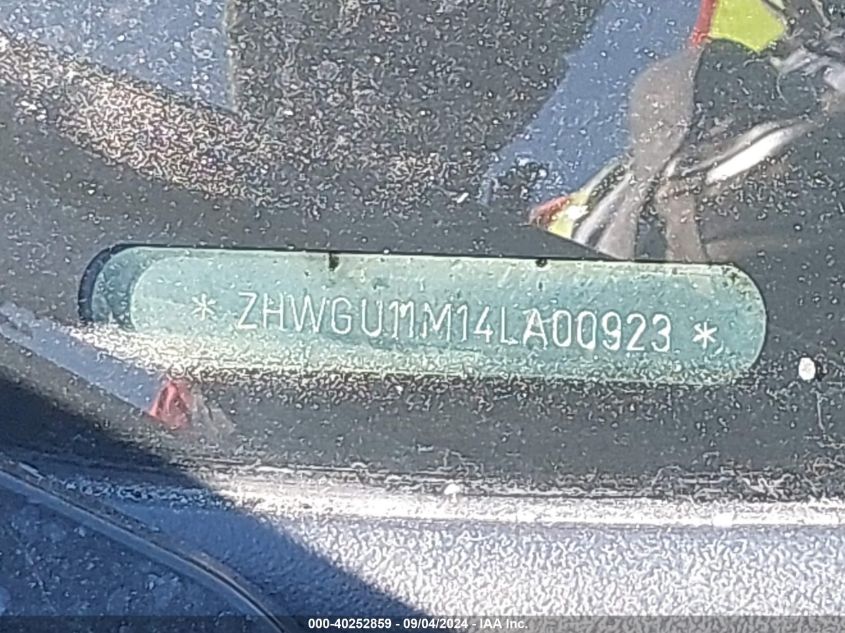 * ZHWGU11M14LA00923 *
000-40252859 - 09/04/2024 - IAA Inc.